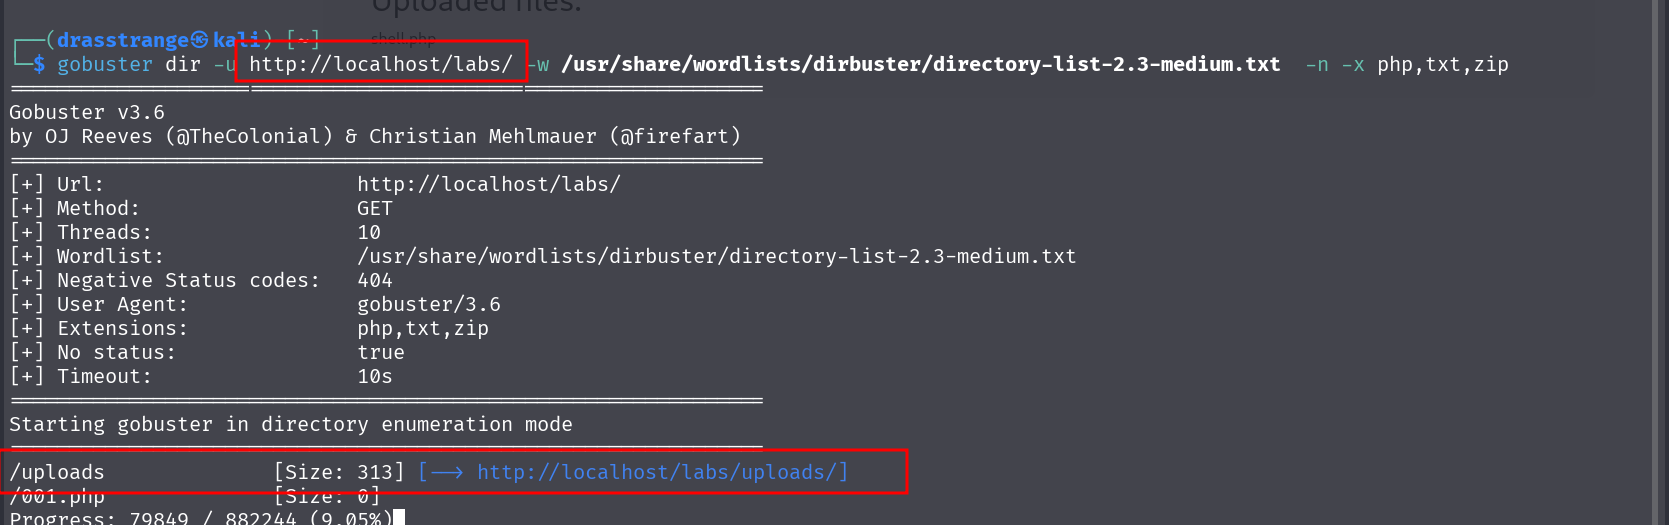 Uploaded files:
shell.php
┌──(drasstrange㉿kali) [~]
└─$ gobuster dir -u http://localhost/labs/ -w /usr/share/wordlists/dirbuster/directory-list-2.3-medium.txt  -n -x php,txt,zip
===============================================================
Gobuster v3.6
by OJ Reeves (@TheColonial) & Christian Mehlmauer (@firefart)
===============================================================
[+] Url:                     http://localhost/labs/
[+] Method:                  GET
[+] Threads:                 10
[+] Wordlist:                /usr/share/wordlists/dirbuster/directory-list-2.3-medium.txt
[+] Negative Status codes:   404
[+] User Agent:              gobuster/3.6
[+] Extensions:              php,txt,zip
[+] No status:               true
[+] Timeout:                 10s
===============================================================
Starting gobuster in directory enumeration mode
===============================================================
/uploads              [Size: 313] [--> http://localhost/labs/uploads/]
/001.php              [Size: 0]
Progress: 79849 / 882244 (9.05%)